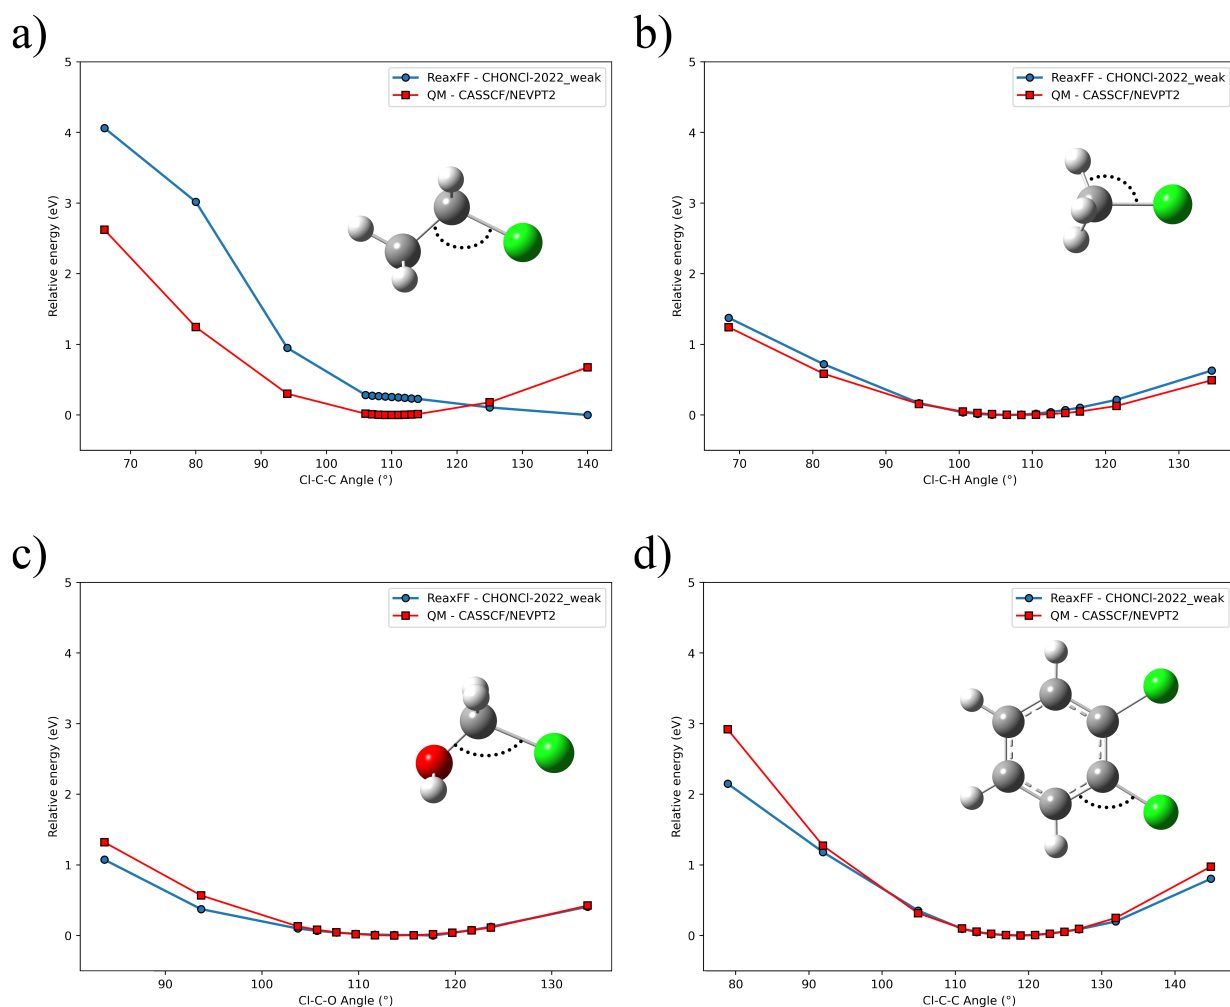 a)
5
4
3
2
1
0
Relative energy (eV)
ReaxFF - CHONCl-2022_weak
QM - CASSCF/NEVPT2
70 80 90 100 110 120 130 140
Cl-C-C Angle (°)
b)
5
4
3
2
1
0
Relative energy (eV)
ReaxFF - CHONCl-2022_weak
QM - CASSCF/NEVPT2
70 80 90 100 110 120 130
Cl-C-H Angle (°)
c)
5
4
3
2
1
0
Relative energy (eV)
ReaxFF - CHONCl-2022_weak
QM - CASSCF/NEVPT2
90 100 110 120 130
Cl-C-O Angle (°)
d)
5
4
3
2
1
0
Relative energy (eV)
ReaxFF - CHONCl-2022_weak
QM - CASSCF/NEVPT2
80 90 100 110 120 130 140
Cl-C-C Angle (°)